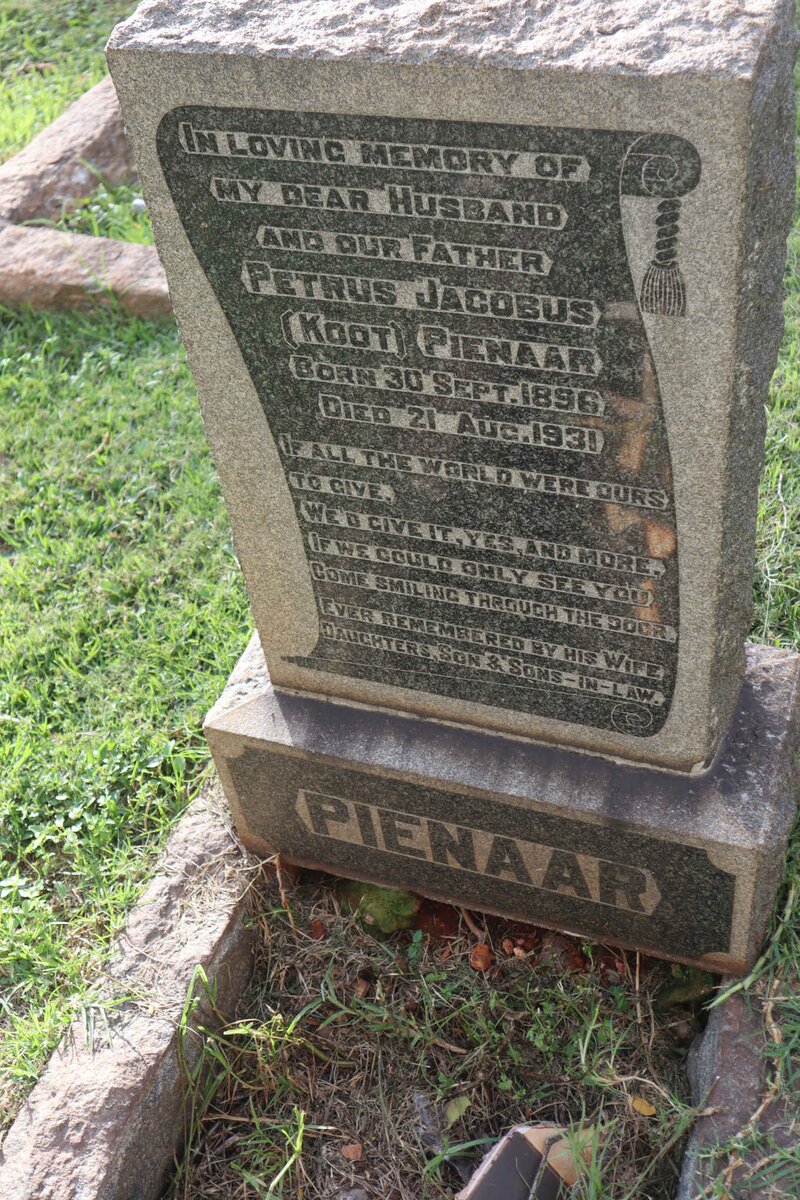 In loving memory of
my dear Husband
and our Father
Petrus Jacobus
(Koot) Pienaar
Born 30 Sept. 1896
Died 21 Aug. 1931
If all the world were ours
to give,
We'd give it, yes, and more,
If we could only see you
Come smiling through the door.
Ever remembered by his Wife
Daughters, Son & Sons-in-law.
PIENAAR